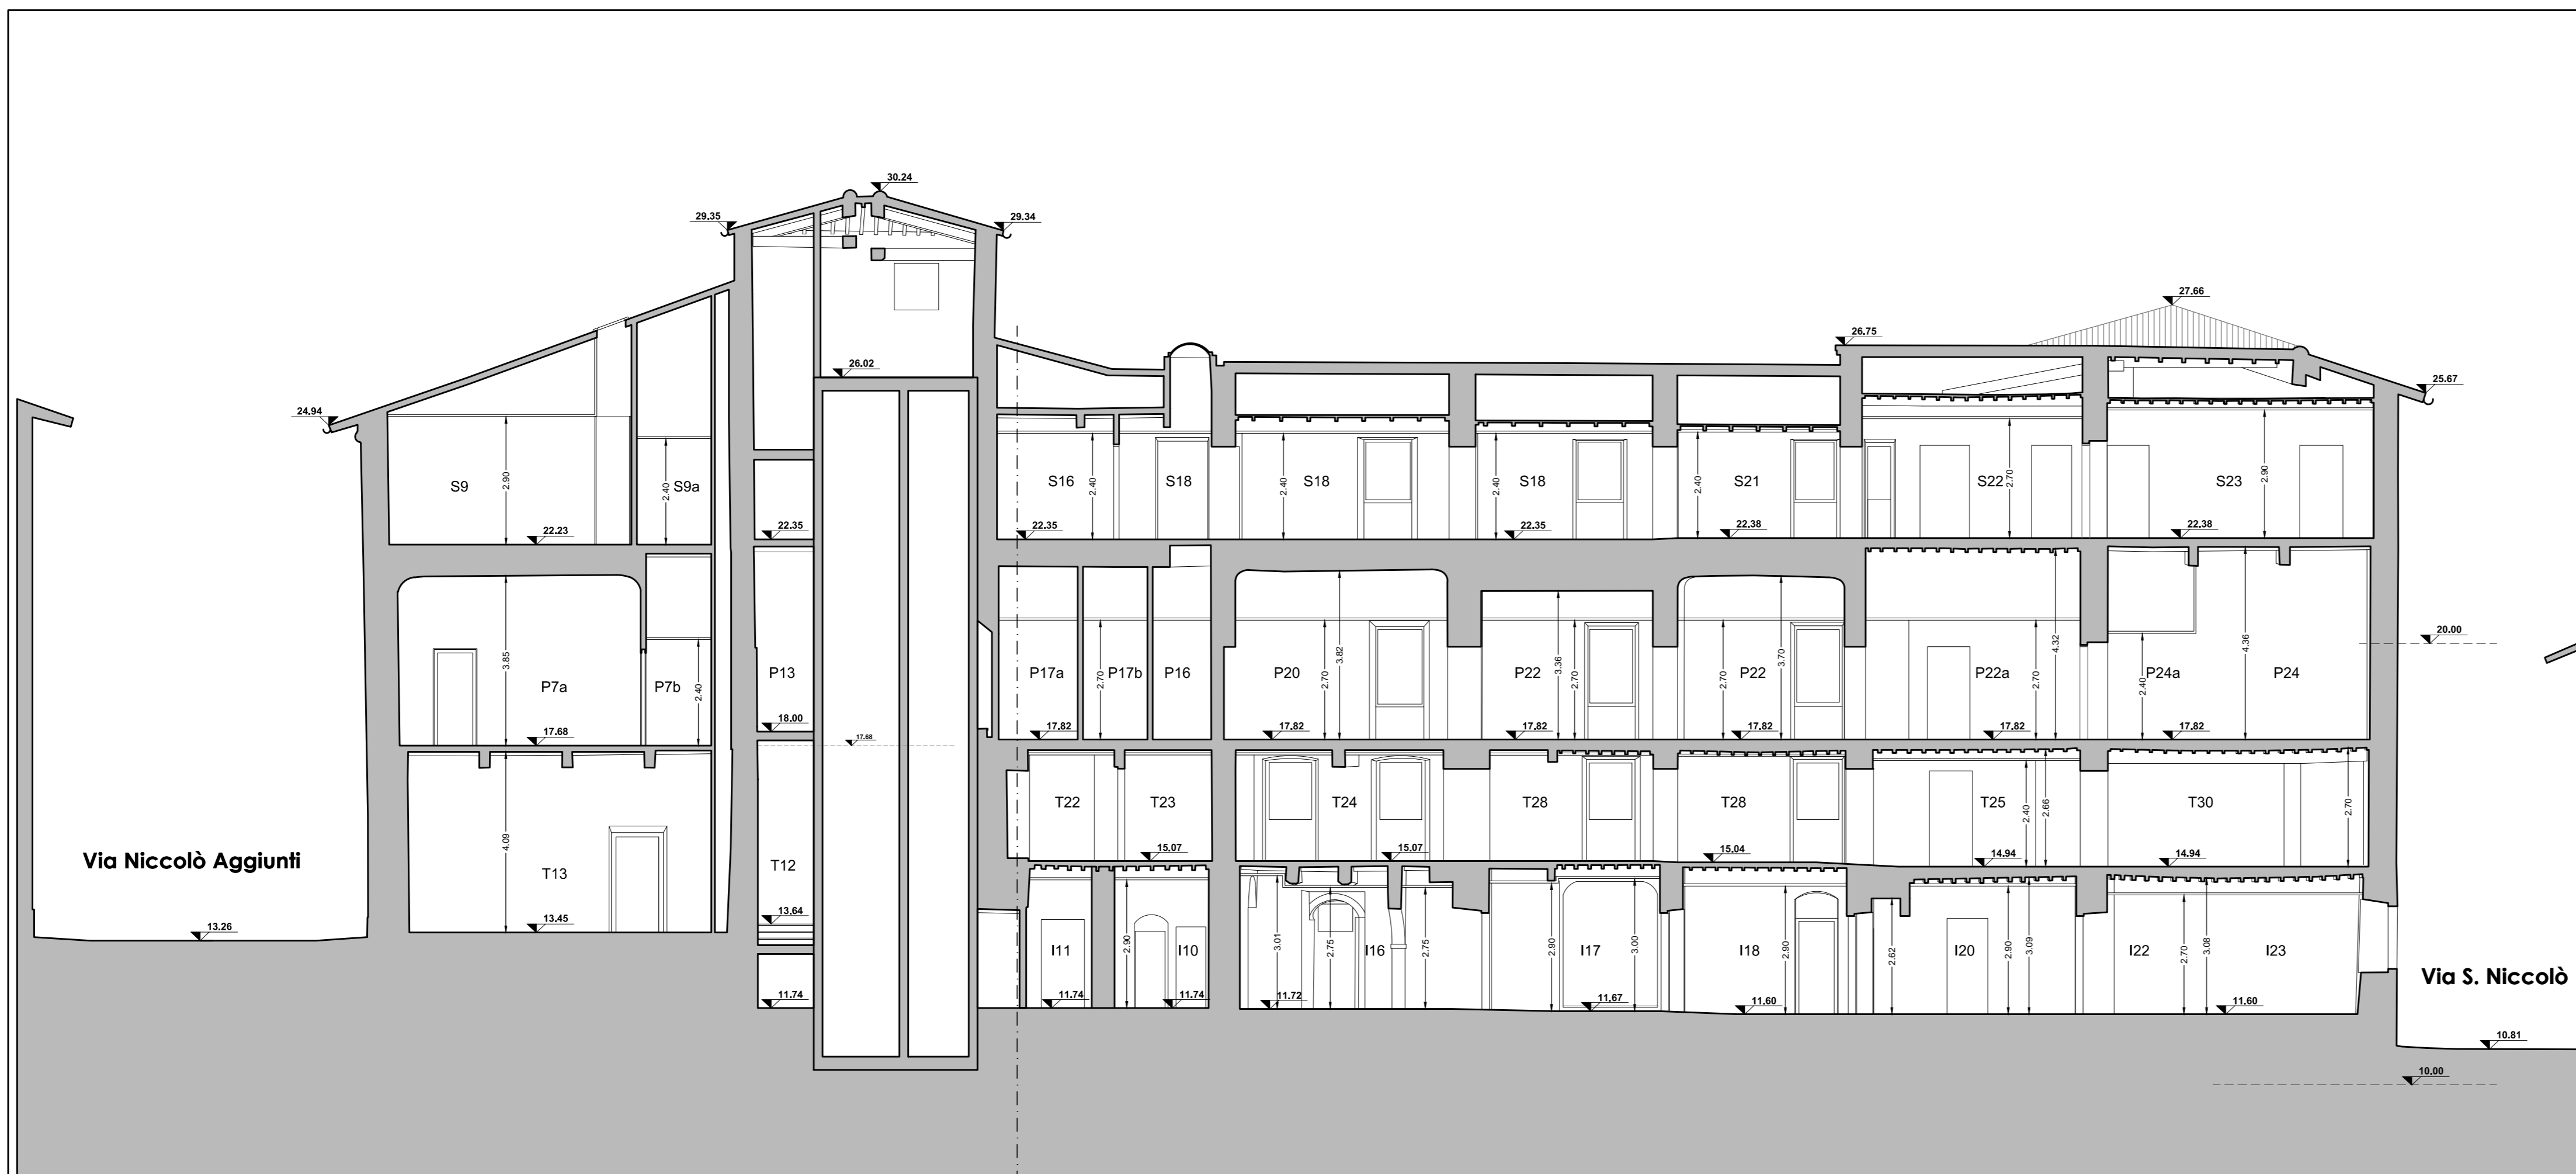 30.24
29.35
29.34
27.66
26.75
26.02
25.67
24.94
S9
2.90
2.40
S9a
S16
2.40
S18
2.40
S18
2.40
S18
2.40
S21
S22
2.70
S23
2.90
22.23
22.35
22.35
22.35
22.38
22.38
20.00
P7a
3.85
P7b
2.40
P13
P17a
2.70
P17b
P16
P20
2.70
3.82
P22
3.36
2.70
2.70
P22
3.70
P22a
2.70
4.32
2.40
P24a
4.36
P24
17.68
18.00
17.68
17.82
17.82
17.82
17.82
17.82
17.82
T22
T23
T24
T28
T28
T25
2.40
2.66
T30
2.70
15.07
15.07
15.04
14.94
14.94
Via Niccolò Aggiunti
T13
4.09
T12
13.26
13.45
13.64
I11
2.90
I10
3.01
2.75
I16
2.75
2.90
I17
3.00
I18
2.90
2.62
I20
2.90
3.09
I22
2.70
3.08
I23
Via S. Niccolò
11.74
11.74
11.74
11.72
11.67
11.60
11.60
10.81
10.00